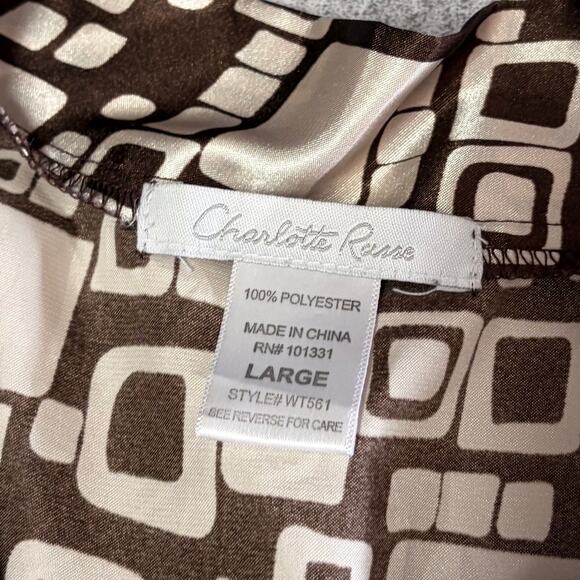 Charlotte Russe
100% POLYESTER
MADE IN CHINA
RN# 101331
LARGE
STYLE# WT561
SEE REVERSE FOR CARE